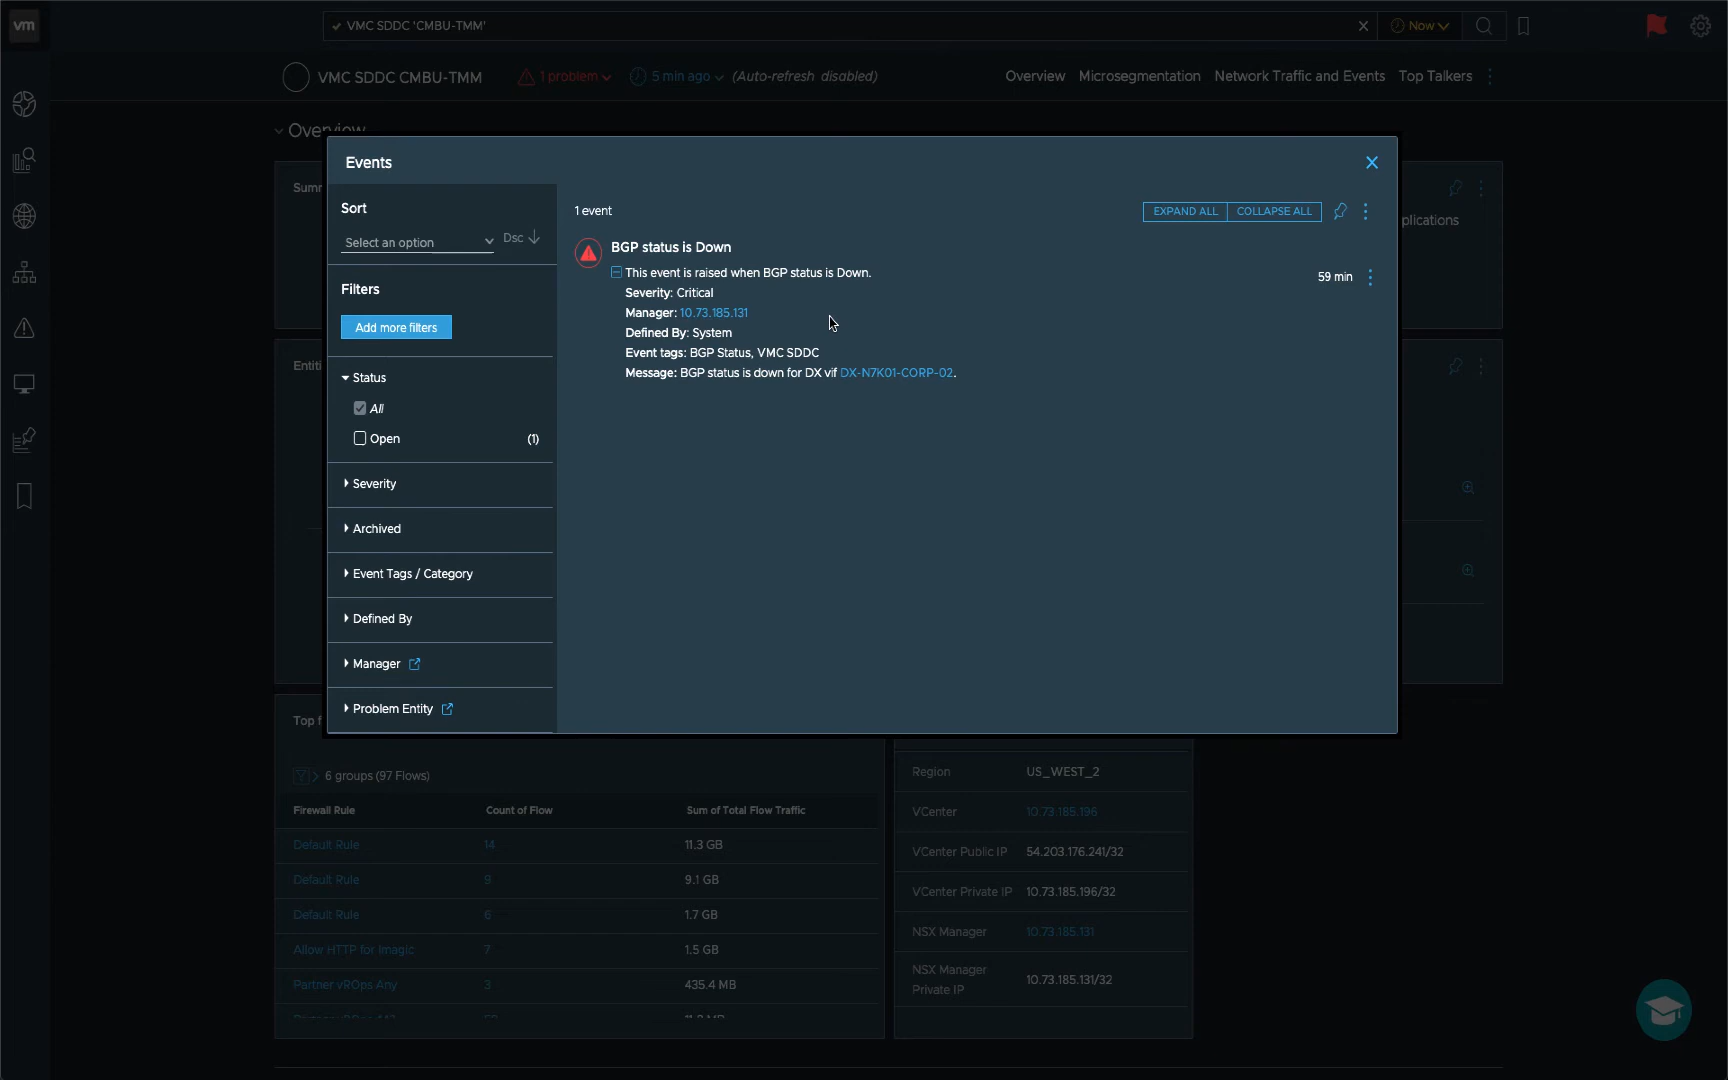 vm
VMC SDDC 'CMBU-TMM'
Now
VMC SDDC CMBU-TMM
1 problem
5 min ago
(Auto-refresh disabled)
Overview
Microsegmentation
Network Traffic and Events
Top Talkers
Overview
Summ
plications
Entiti
Events
Sort
Select an option
Dsc
Filters
Add more filters
Status
All
Open
(1)
Severity
Archived
Event Tags / Category
Defined By
Manager
Problem Entity
1 event
EXPAND ALL
COLLAPSE ALL
BGP status is Down
This event is raised when BGP status is Down.
59 min
Severity: Critical
Manager: 10.73.185.131
Defined By: System
Event tags: BGP Status, VMC SDDC
Message: BGP status is down for DX vif DX-N7K01-CORP-02.
Top f
6 groups (97 Flows)
Firewall Rule Count of Flow Sum of Total Flow Traffic
Default Rule 14 11.3 GB
Default Rule 9 9.1 GB
Default Rule 6 1.7 GB
Allow HTTP for Imagic 7 1.5 GB
Partner vROps Any 3 435.4 MB
Region US_WEST_2
VCenter 10.73.185.196
VCenter Public IP 54.203.176.241/32
VCenter Private IP 10.73.185.196/32
NSX Manager 10.73.185.131
NSX Manager
Private IP
10.73.185.131/32